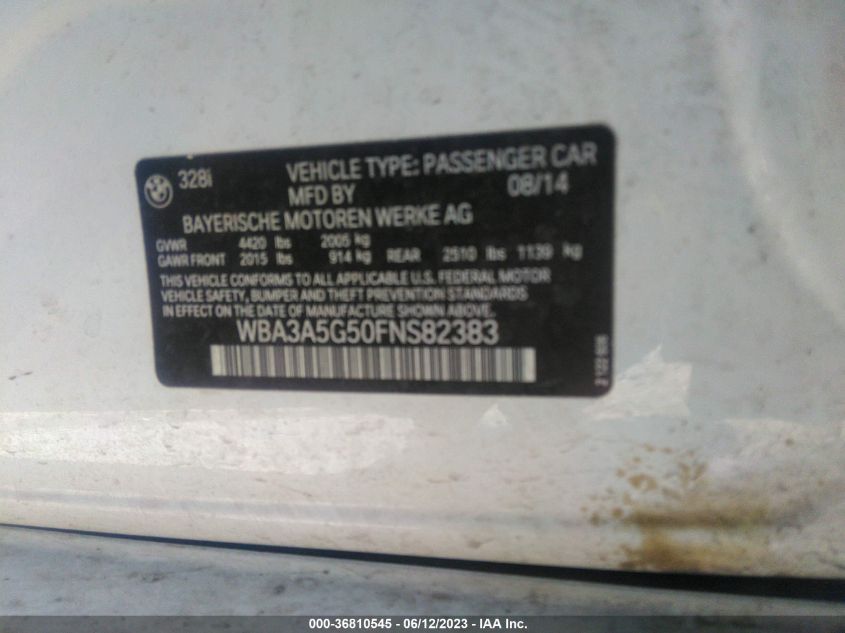 328i VEHICLE TYPE: PASSENGER CAR
MFD BY 08/14
BAYERISCHE MOTOREN WERKE AG
GVWR 4420 lbs 2005 kg
GAWR FRONT 2015 lbs 914 kg REAR 2510 lbs 1139 kg
THIS VEHICLE CONFORMS TO ALL APPLICABLE U.S. FEDERAL MOTOR
VEHICLE SAFETY, BUMPER AND THEFT PREVENTION STANDARDS
IN EFFECT ON THE DATE OF MANUFACTURE SHOWN ABOVE.
WBA3A5G50FNS82383
000-36810545 - 06/12/2023 - IAA Inc.